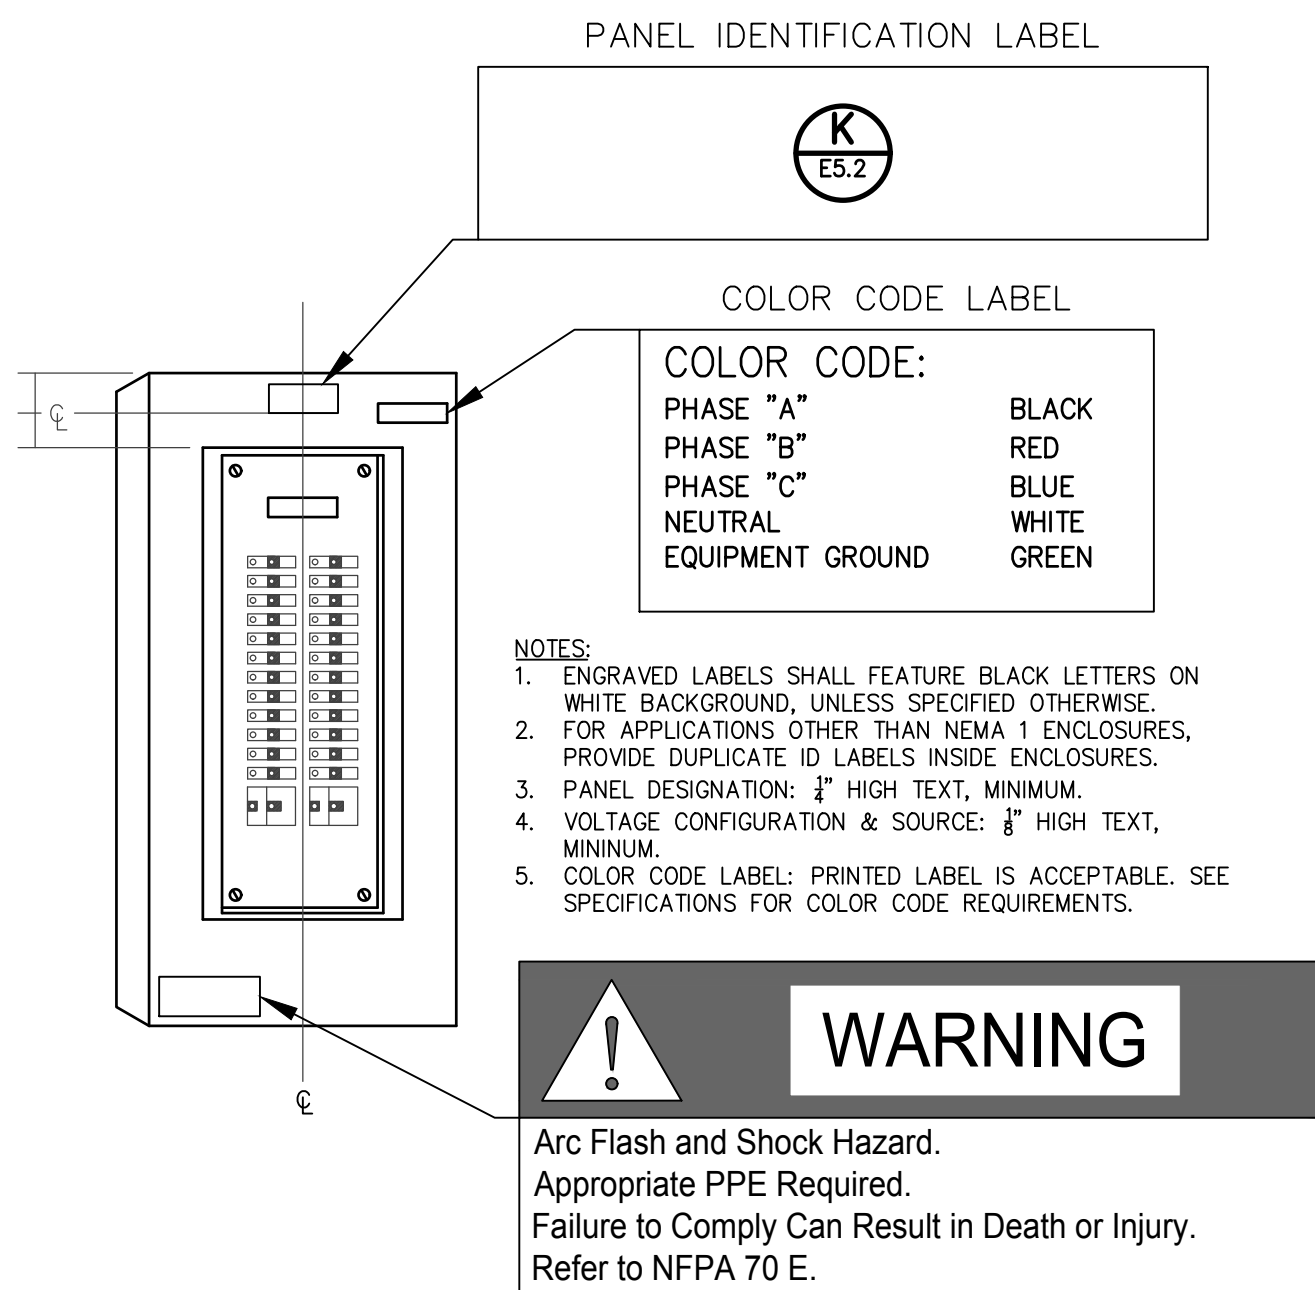 PANEL IDENTIFICATION LABEL
K
E5.2
COLOR CODE LABEL
COLOR CODE:
PHASE "A" BLACK
PHASE "B" RED
PHASE "C" BLUE
NEUTRAL WHITE
EQUIPMENT GROUND GREEN
℄
NOTES:
1. ENGRAVED LABELS SHALL FEATURE BLACK LETTERS ON
WHITE BACKGROUND, UNLESS SPECIFIED OTHERWISE.
2. FOR APPLICATIONS OTHER THAN NEMA 1 ENCLOSURES,
PROVIDE DUPLICATE ID LABELS INSIDE ENCLOSURES.
3. PANEL DESIGNATION: 1/4" HIGH TEXT, MINIMUM.
4. VOLTAGE CONFIGURATION & SOURCE: 1/8" HIGH TEXT,
MININUM.
5. COLOR CODE LABEL: PRINTED LABEL IS ACCEPTABLE. SEE
SPECIFICATIONS FOR COLOR CODE REQUIREMENTS.
℄
! WARNING
Arc Flash and Shock Hazard.
Appropriate PPE Required.
Failure to Comply Can Result in Death or Injury.
Refer to NFPA 70 E.